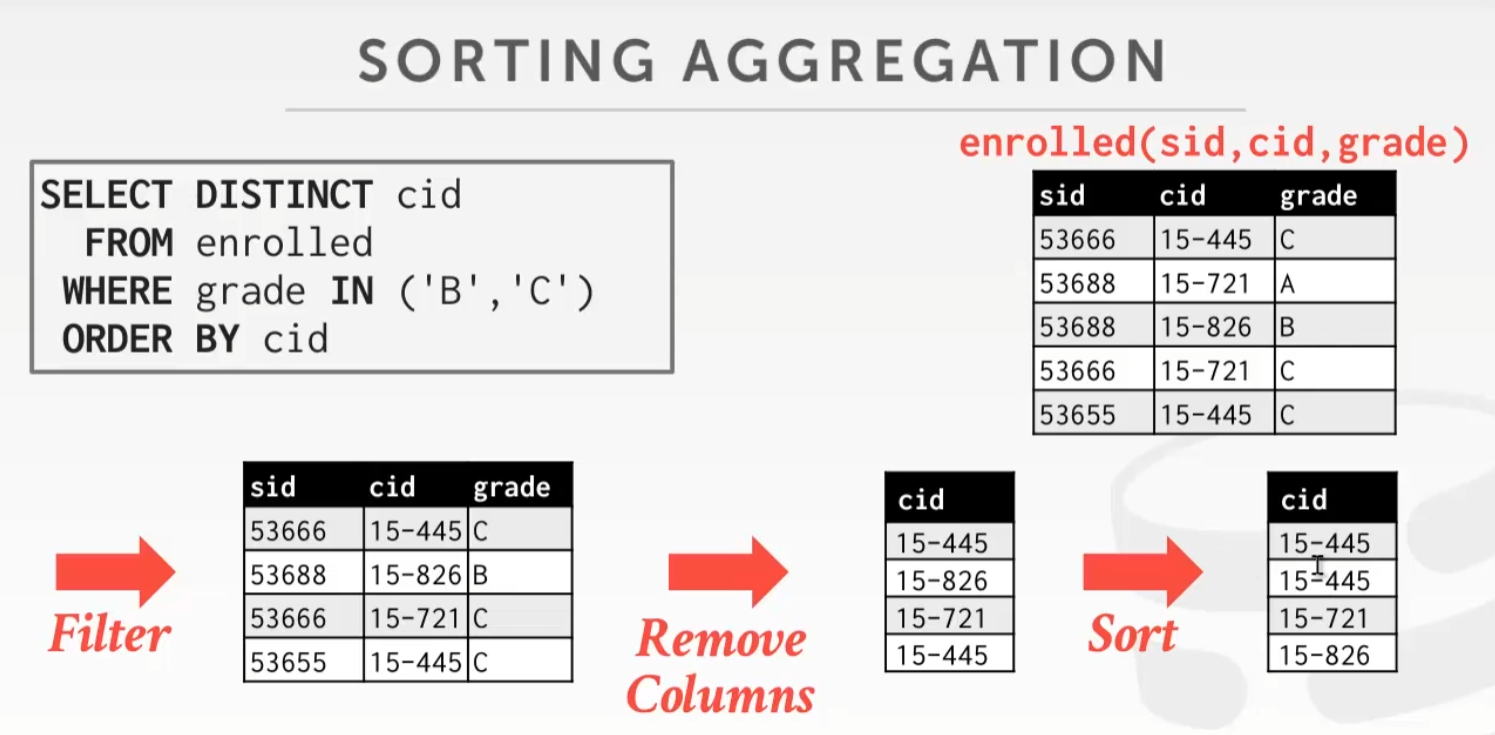 SORTING AGGREGATION
enrolled(sid,cid,grade)
SELECT DISTINCT cid
FROM enrolled
WHERE grade IN ('B','C')
ORDER BY cid
sid cid grade
53666 15-445 C
53688 15-721 A
53688 15-826 B
53666 15-721 C
53655 15-445 C
Filter
sid cid grade
53666 15-445 C
53688 15-826 B
53666 15-721 C
53655 15-445 C
Remove
Columns
cid
15-445
15-826
15-721
15-445
Sort
cid
15-445
15-445
15-721
15-826